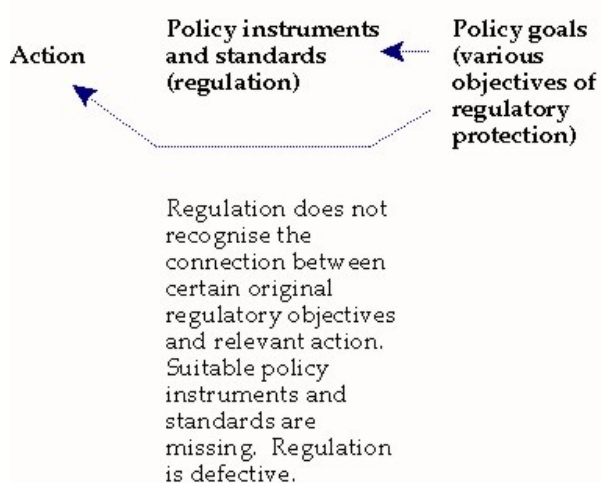 Action
Policy instruments
and standards
(regulation)
Policy goals
(various
objectives of
regulatory
protection)
Regulation does not
recognise the
connection between
certain original
regulatory objectives
and relevant action.
Suitable policy
instruments and
standards are
missing. Regulation
is defective.